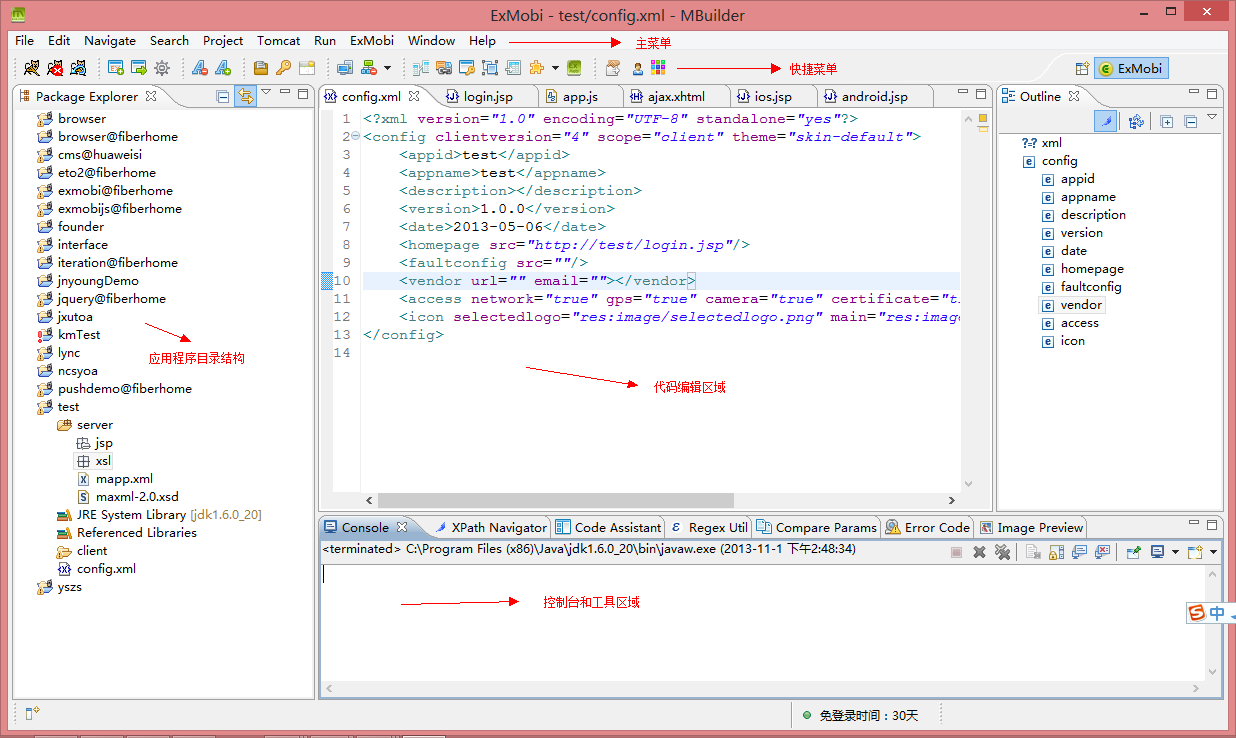 ExMobi - test/config.xml - MBuilder
File Edit Navigate Search Project Tomcat Run ExMobi Window Help
主菜单
快捷菜单
ExMobi
Package Explorer
browser
browser@fiberhome
cms@huaweisi
eto2@fiberhome
exmobi@fiberhome
exmobijs@fiberhome
founder
interface
iteration@fiberhome
jnyoungDemo
jquery@fiberhome
jxutoa
kmTest
lync
ncsyoa
pushdemo@fiberhome
test
server
jsp
xsl
mapp.xml
maxml-2.0.xsd
JRE System Library [jdk1.6.0_20]
Referenced Libraries
client
config.xml
yszs
应用程序目录结构
config.xml login.jsp app.js ajax.xhtml ios.jsp android.jsp
1 <?xml version="1.0" encoding="UTF-8" standalone="yes"?>
2 <config clientversion="4" scope="client" theme="skin-default">
3 <appid>test</appid>
4 <appname>test</appname>
5 <description></description>
6 <version>1.0.0</version>
7 <date>2013-05-06</date>
8 <homepage src="http://test/login.jsp"/>
9 <faultconfig src=""/>
10 <vendor url="" email=""></vendor>
11 <access network="true" gps="true" camera="true" certificate="t
12 <icon selectedlogo="res:image/selectedlogo.png" main="res:imag
13 </config>
14
代码编辑区域
Outline
?=? xml
config
appid
appname
description
version
date
homepage
faultconfig
vendor
access
icon
Console XPath Navigator Code Assistant Regex Util Compare Params Error Code Image Preview
<terminated> C:\Program Files (x86)\Java\jdk1.6.0_20\bin\javaw.exe (2013-11-1 下午2:48:34)
控制台和工具区域
中
免登录时间：30天